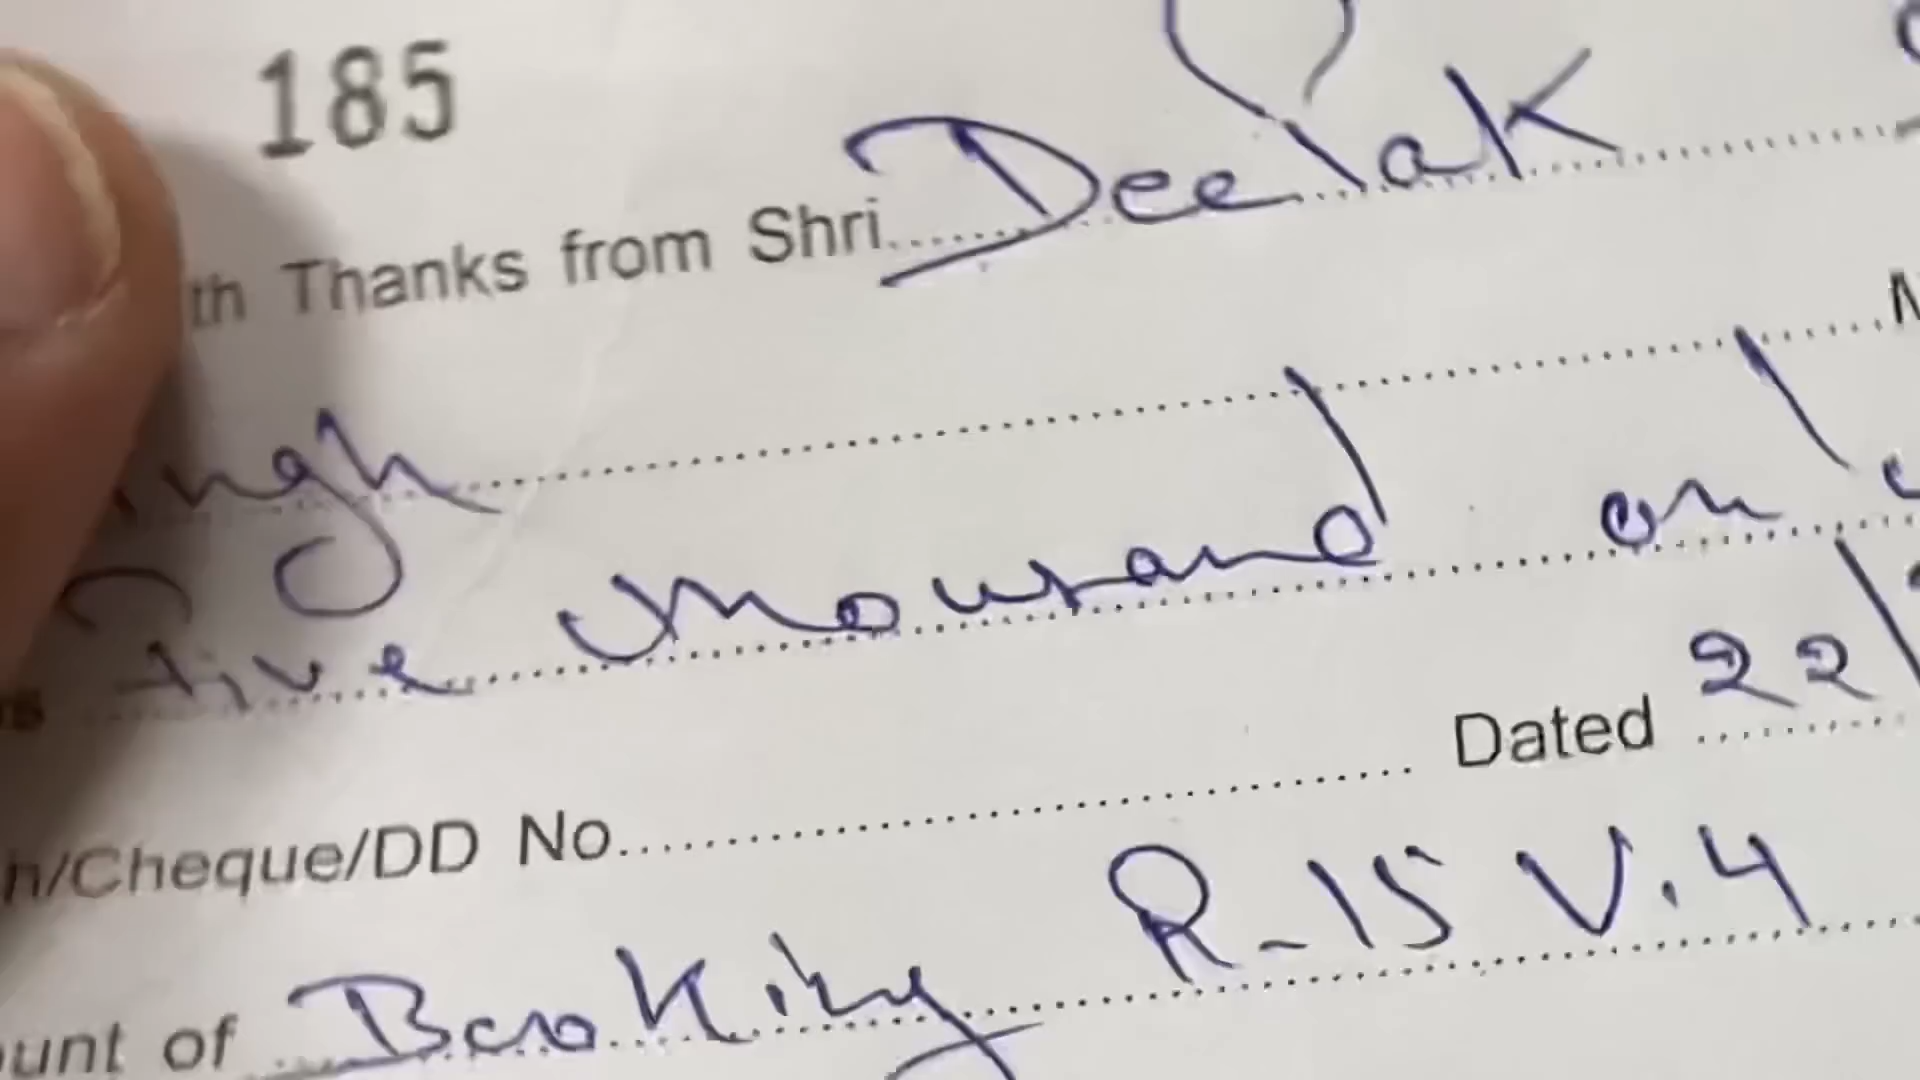 185
th Thanks from Shri Deepak
ngh
five thousand only
Dated 22/
h/Cheque/DD No.
ount of Booking R-15 V.4